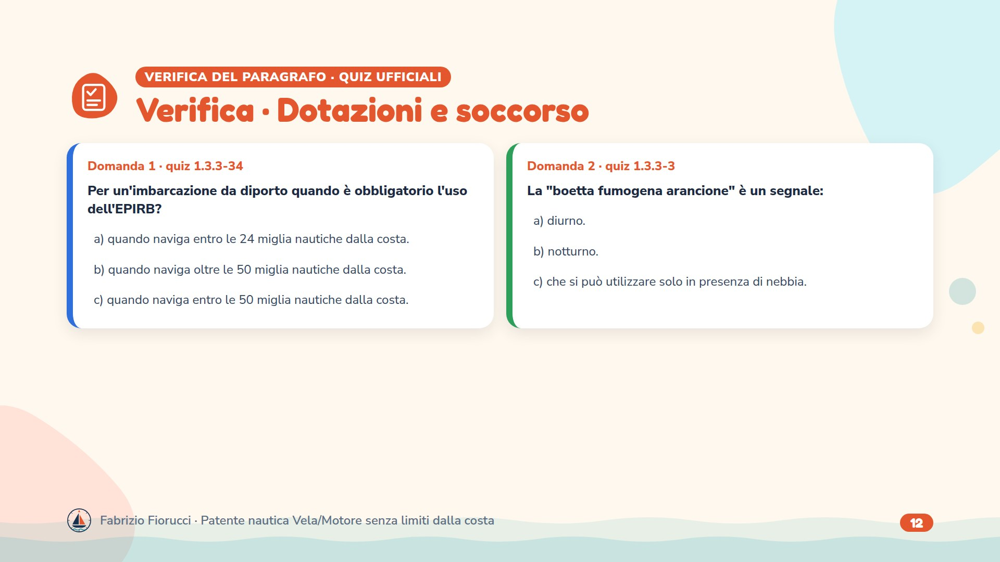 VERIFICA DEL PARAGRAFO · QUIZ UFFICIALI
Verifica · Dotazioni e soccorso
Domanda 1 · quiz 1.3.3-34
Per un'imbarcazione da diporto quando è obbligatorio l'uso
dell'EPIRB?
a) quando naviga entro le 24 miglia nautiche dalla costa.
b) quando naviga oltre le 50 miglia nautiche dalla costa.
c) quando naviga entro le 50 miglia nautiche dalla costa.
Domanda 2 · quiz 1.3.3-3
La "boetta fumogena arancione" è un segnale:
a) diurno.
b) notturno.
c) che si può utilizzare solo in presenza di nebbia.
Fabrizio Fiorucci · Patente nautica Vela/Motore senza limiti dalla costa
12